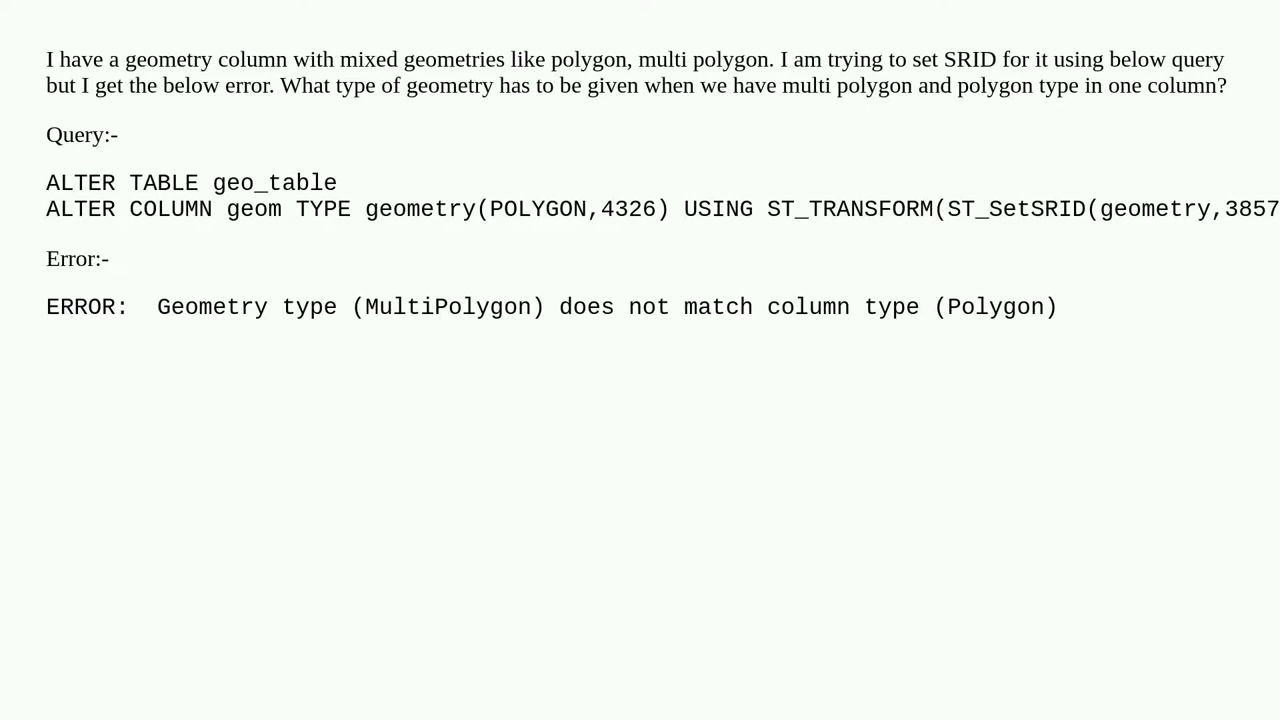 I have a geometry column with mixed geometries like polygon, multi polygon. I am trying to set SRID for it using below query
but I get the below error. What type of geometry has to be given when we have multi polygon and polygon type in one column?
Query:-
ALTER TABLE geo_table
ALTER COLUMN geom TYPE geometry(POLYGON,4326) USING ST_TRANSFORM(ST_SetSRID(geometry,3857
Error:-
ERROR:  Geometry type (MultiPolygon) does not match column type (Polygon)